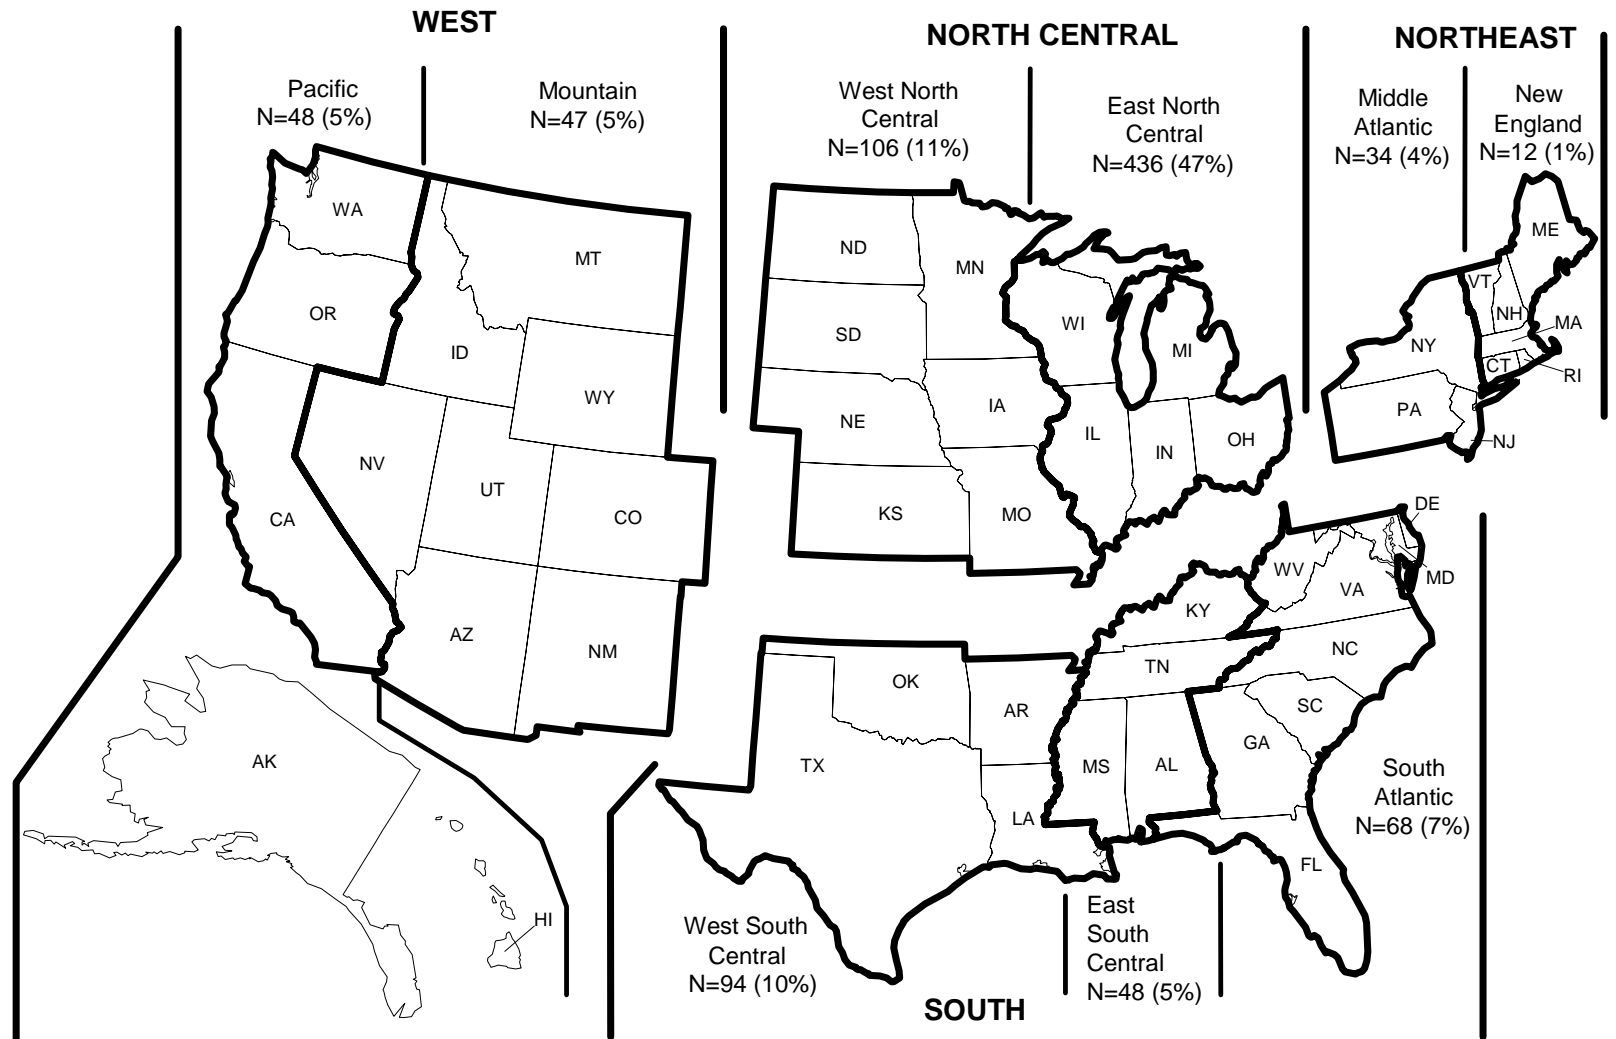 WEST
NORTH CENTRAL
NORTHEAST
Pacific
N=48 (5%)
Mountain
N=47 (5%)
West North
Central
N=106 (11%)
East North
Central
N=436 (47%)
Middle
Atlantic
N=34 (4%)
New
England
N=12 (1%)
WA
OR
CA
MT
ID
WY
NV
UT
CO
AZ
NM
AK
HI
ND
SD
NE
KS
MN
IA
MO
WI
MI
IL
IN
OH
ME
VT
NH
MA
NY
CT
RI
PA
NJ
DE
MD
WV
VA
KY
NC
TN
SC
OK
AR
TX
LA
MS
AL
GA
FL
South
Atlantic
N=68 (7%)
West South
Central
N=94 (10%)
East
South
Central
N=48 (5%)
SOUTH